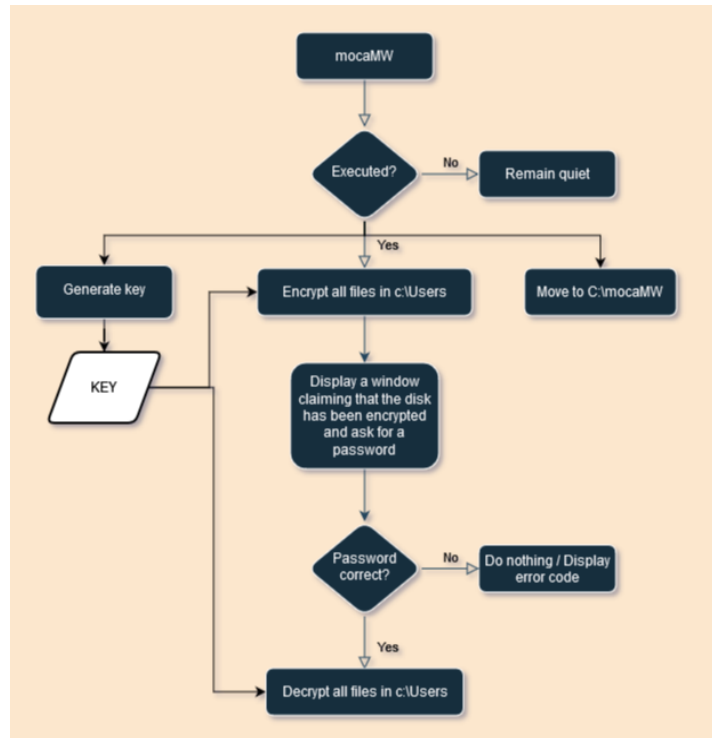 mocaMW
Executed?
No
Remain quiet
Yes
Generate key
Encrypt all files in c:\Users
Move to C:\mocaMW
KEY
Display a window
claiming that the disk
has been encrypted
and ask for a
password
Password
correct?
No
Do nothing / Display
error code
Yes
Decrypt all files in c:\Users